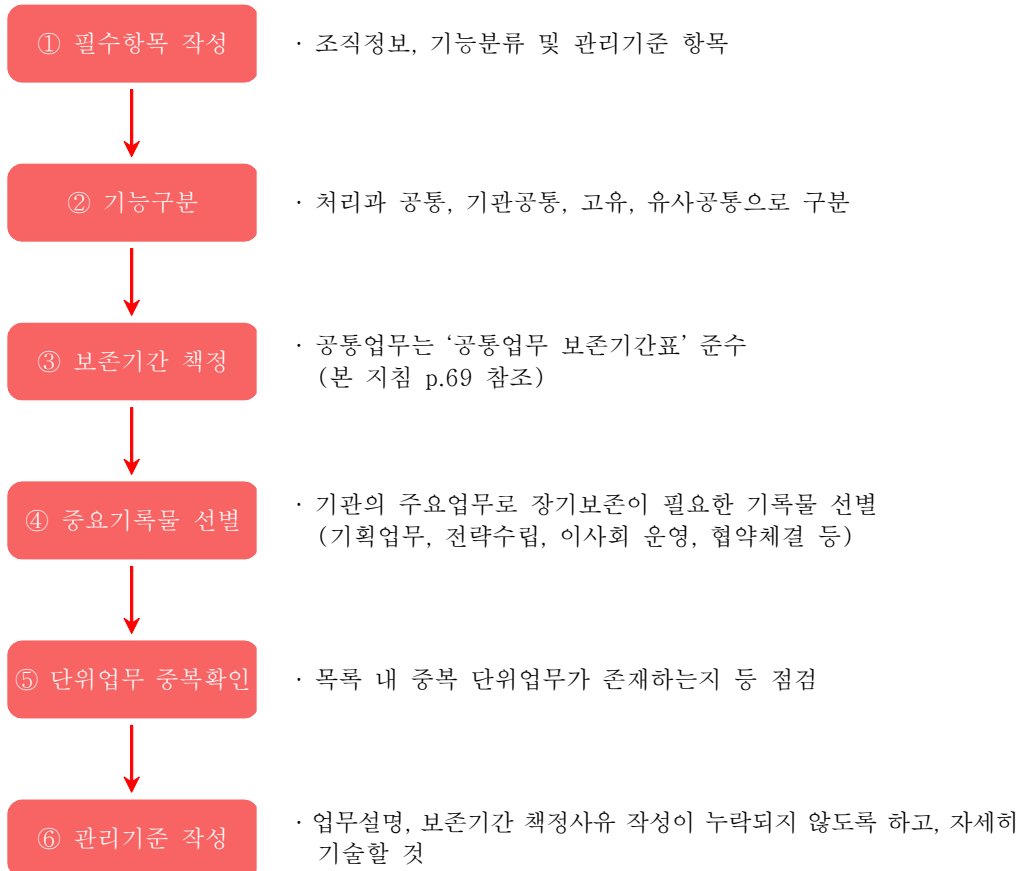 ① 필수항목 작성
· 조직정보, 기능분류 및 관리기준 항목
② 기능구분
· 처리과 공통, 기관공통, 고유, 유사공통으로 구분
③ 보존기간 책정
· 공통업무는 ‘공통업무 보존기간표’ 준수
(본 지침 p.69 참조)
④ 중요기록물 선별
· 기관의 주요업무로 장기보존이 필요한 기록물 선별
(기획업무, 전략수립, 이사회 운영, 협약체결 등)
⑤ 단위업무 중복확인
· 목록 내 중복 단위업무가 존재하는지 등 점검
⑥ 관리기준 작성
· 업무설명, 보존기간 책정사유 작성이 누락되지 않도록 하고, 자세히
기술할 것